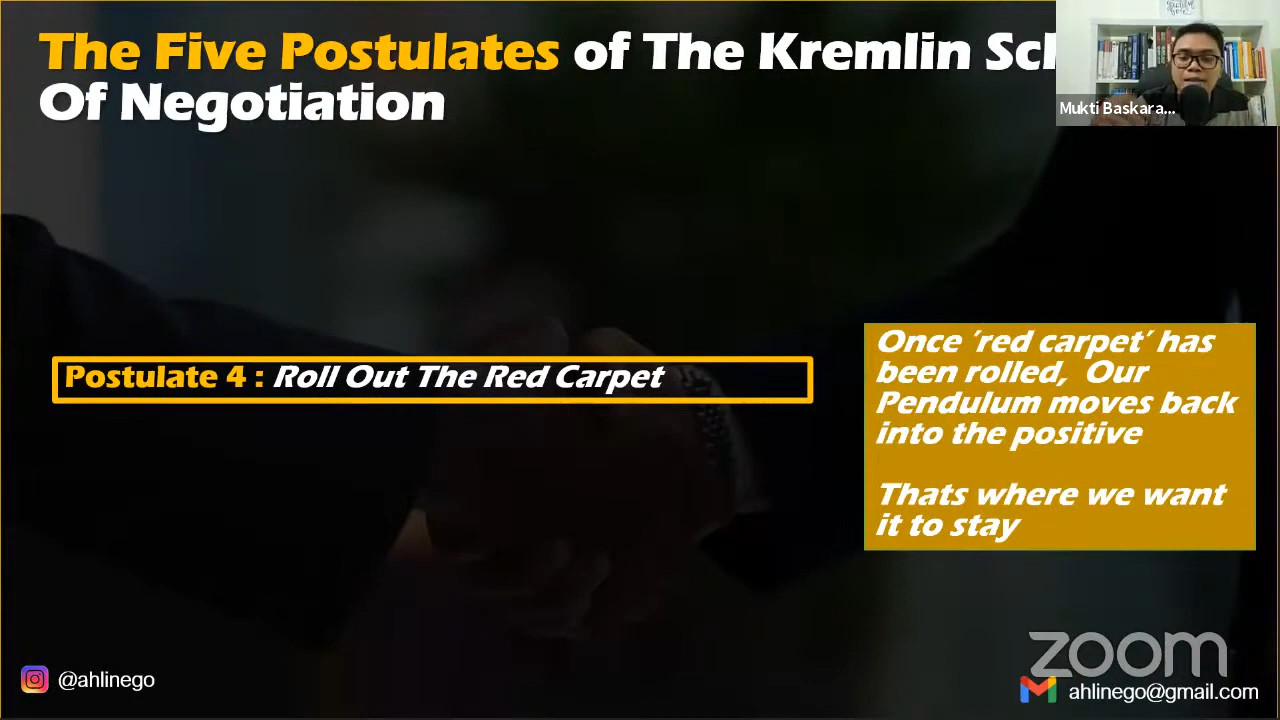 The Five Postulates of The Kremlin Sch
Of Negotiation
Mukti Baskara...
Postulate 4 : Roll Out The Red Carpet
Once ‘red carpet’ has
been rolled, Our
Pendulum moves back
into the positive
Thats where we want
it to stay
@ahlinego
zoom
ahlinego@gmail.com